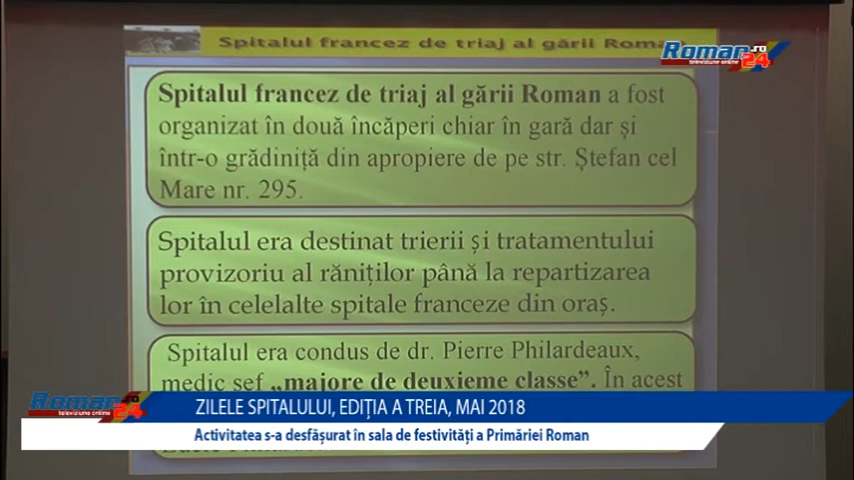 Spitalul francez de triaj al gării Roma
Roman.ro
24
televiziune online
Spitalul francez de triaj al gării Roman a fost
organizat în două încăperi chiar în gară dar și
într-o grădiniță din apropiere de pe str. Ștefan cel
Mare nr. 295.
Spitalul era destinat trierii și tratamentului
provizoriu al răniților până la repartizarea
lor în celelalte spitale franceze din oraș.
Spitalul era condus de dr. Pierre Philardeaux,
medic șef „majore de deuxieme classe”. În acest
Roman.ro
24
televiziune online
ZILELE SPITALULUI, EDIȚIA A TREIA, MAI 2018
Activitatea s-a desfășurat în sala de festivități a Primăriei Roman